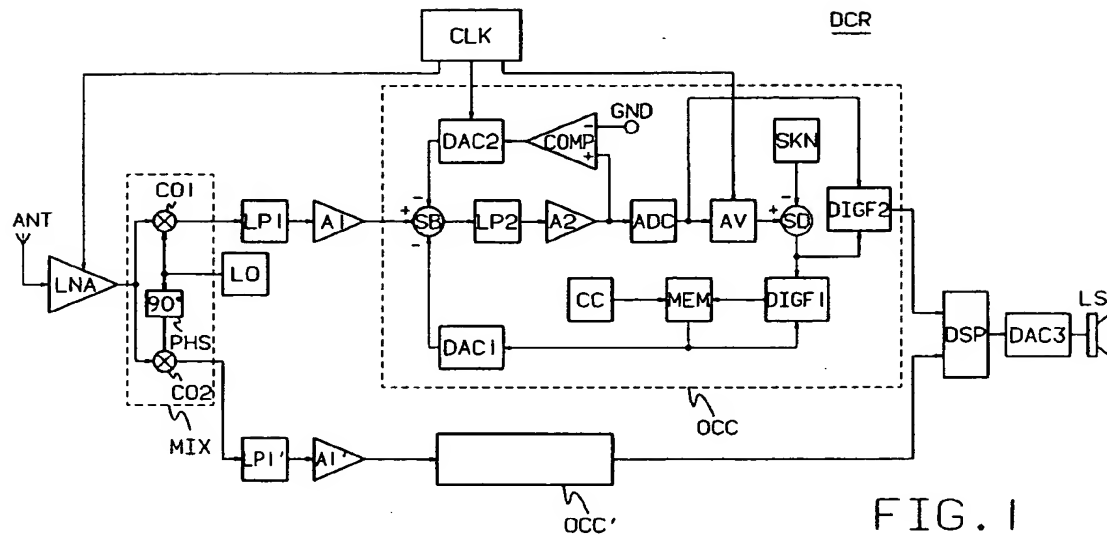 DCR
CLK
GND
DAC2
COMP
-
+
SKN
CO1
ANT
LNA
LP1
A1
+
-
SB
-
LP2
A2
ADC
AV
+
-
SD
DIGF2
LO
90°
PHS
CC
MEM
DIGF1
DAC1
CO2
MIX
DSP
DAC3
LS
OCC
LP1'
A1'
OCC'
FIG. 1